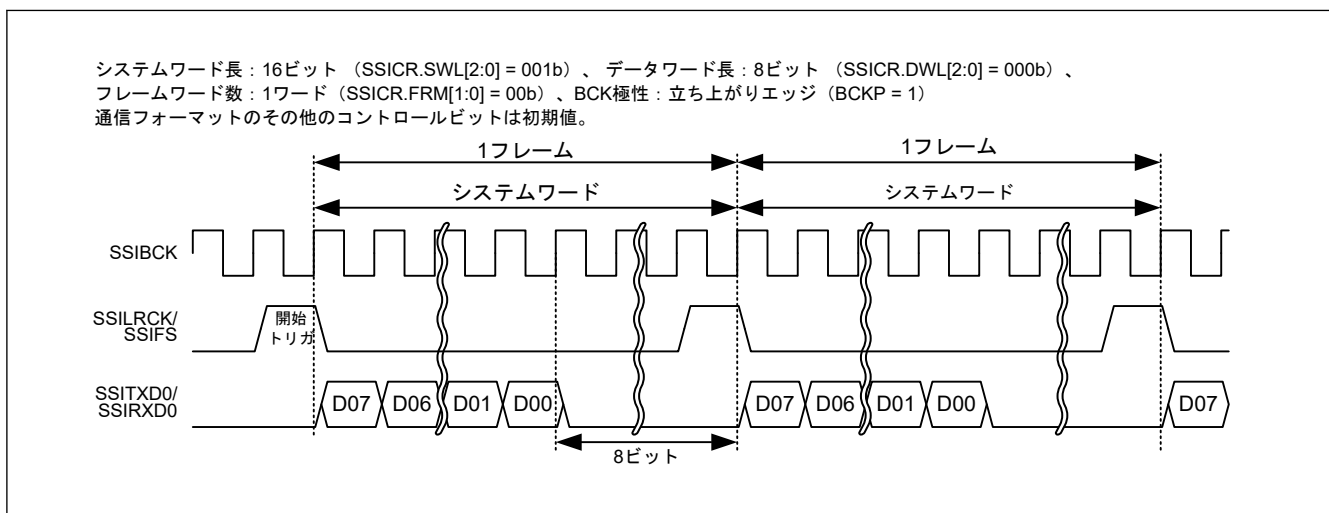 システムワード長：16ビット （SSICR.SWL[2:0] = 001b）、 データワード長：8ビット （SSICR.DWL[2:0] = 000b）、
フレームワード数：1ワード（SSICR.FRM[1:0] = 00b）、BCK極性：立ち上がりエッジ（BCKP = 1）
通信フォーマットのその他のコントロールビットは初期値。
1フレーム 1フレーム
システムワード システムワード
SSIBCK
SSILRCK/
SSIFS
開始
トリガ
SSITXD0/
SSIRXD0
D07 D06 D01 D00 D07 D06 D01 D00 D07
8ビット